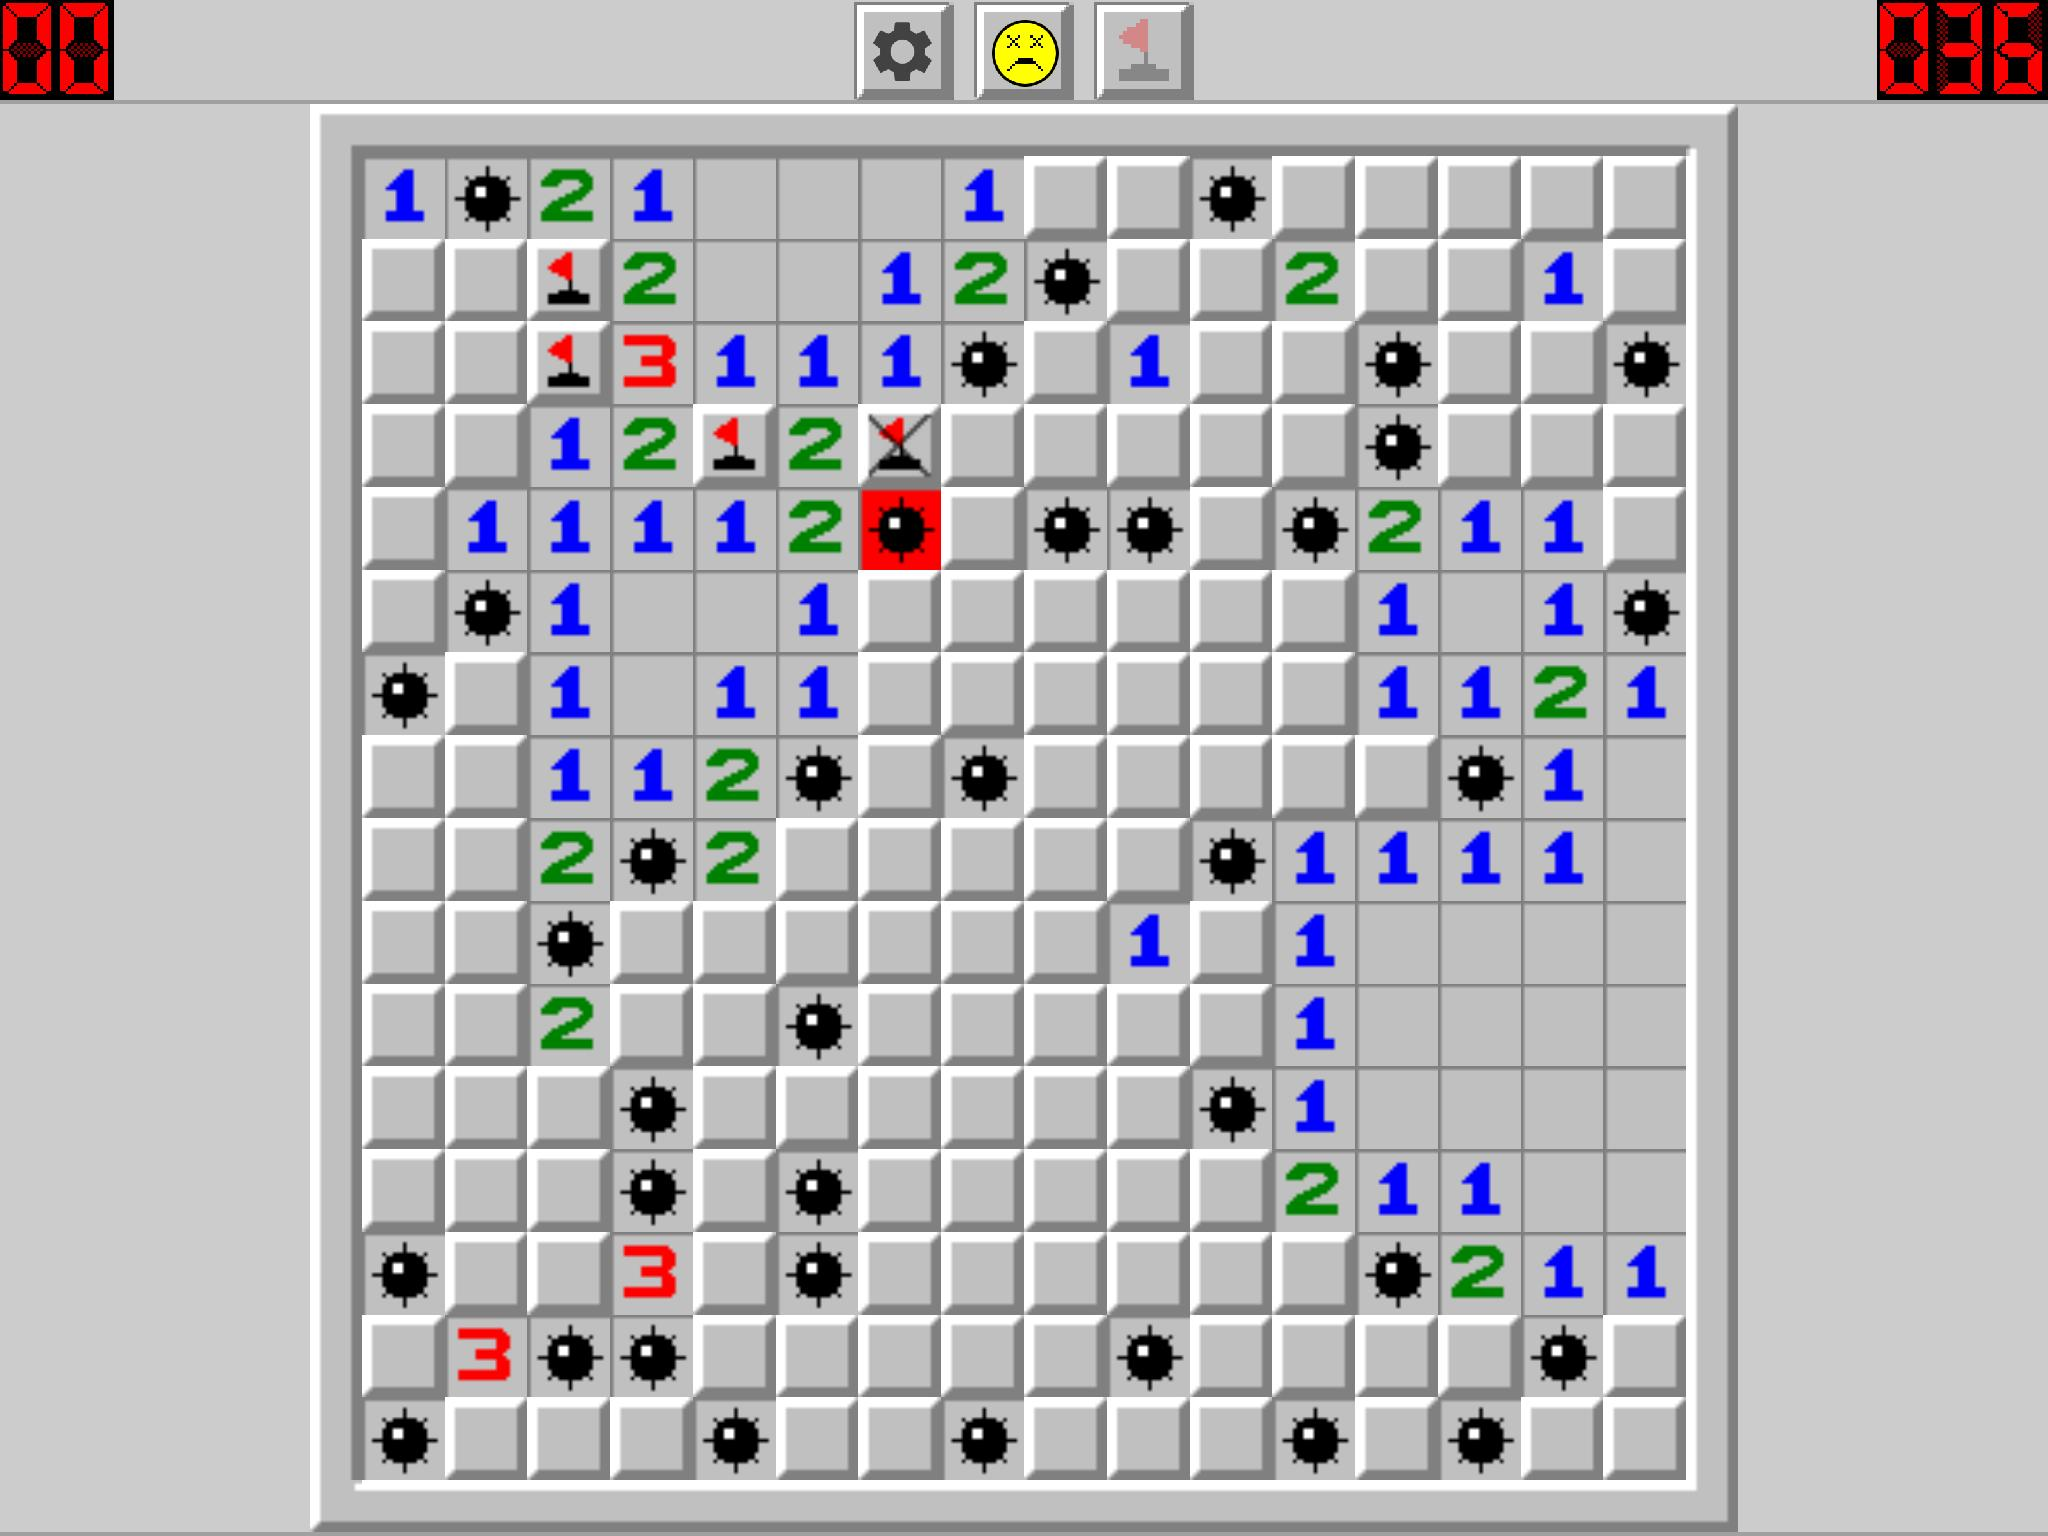 00 036
1 2 1 1
2 1 2 2 1
3 1 1 1 1
1 2 2
1 1 1 1 2 2 1 1
1 1 1 1
1 1 1 1 1 2 1
1 1 2 1
2 2 1 1 1 1
1 1
2 1
1
2 1 1
3 2 1 1
3